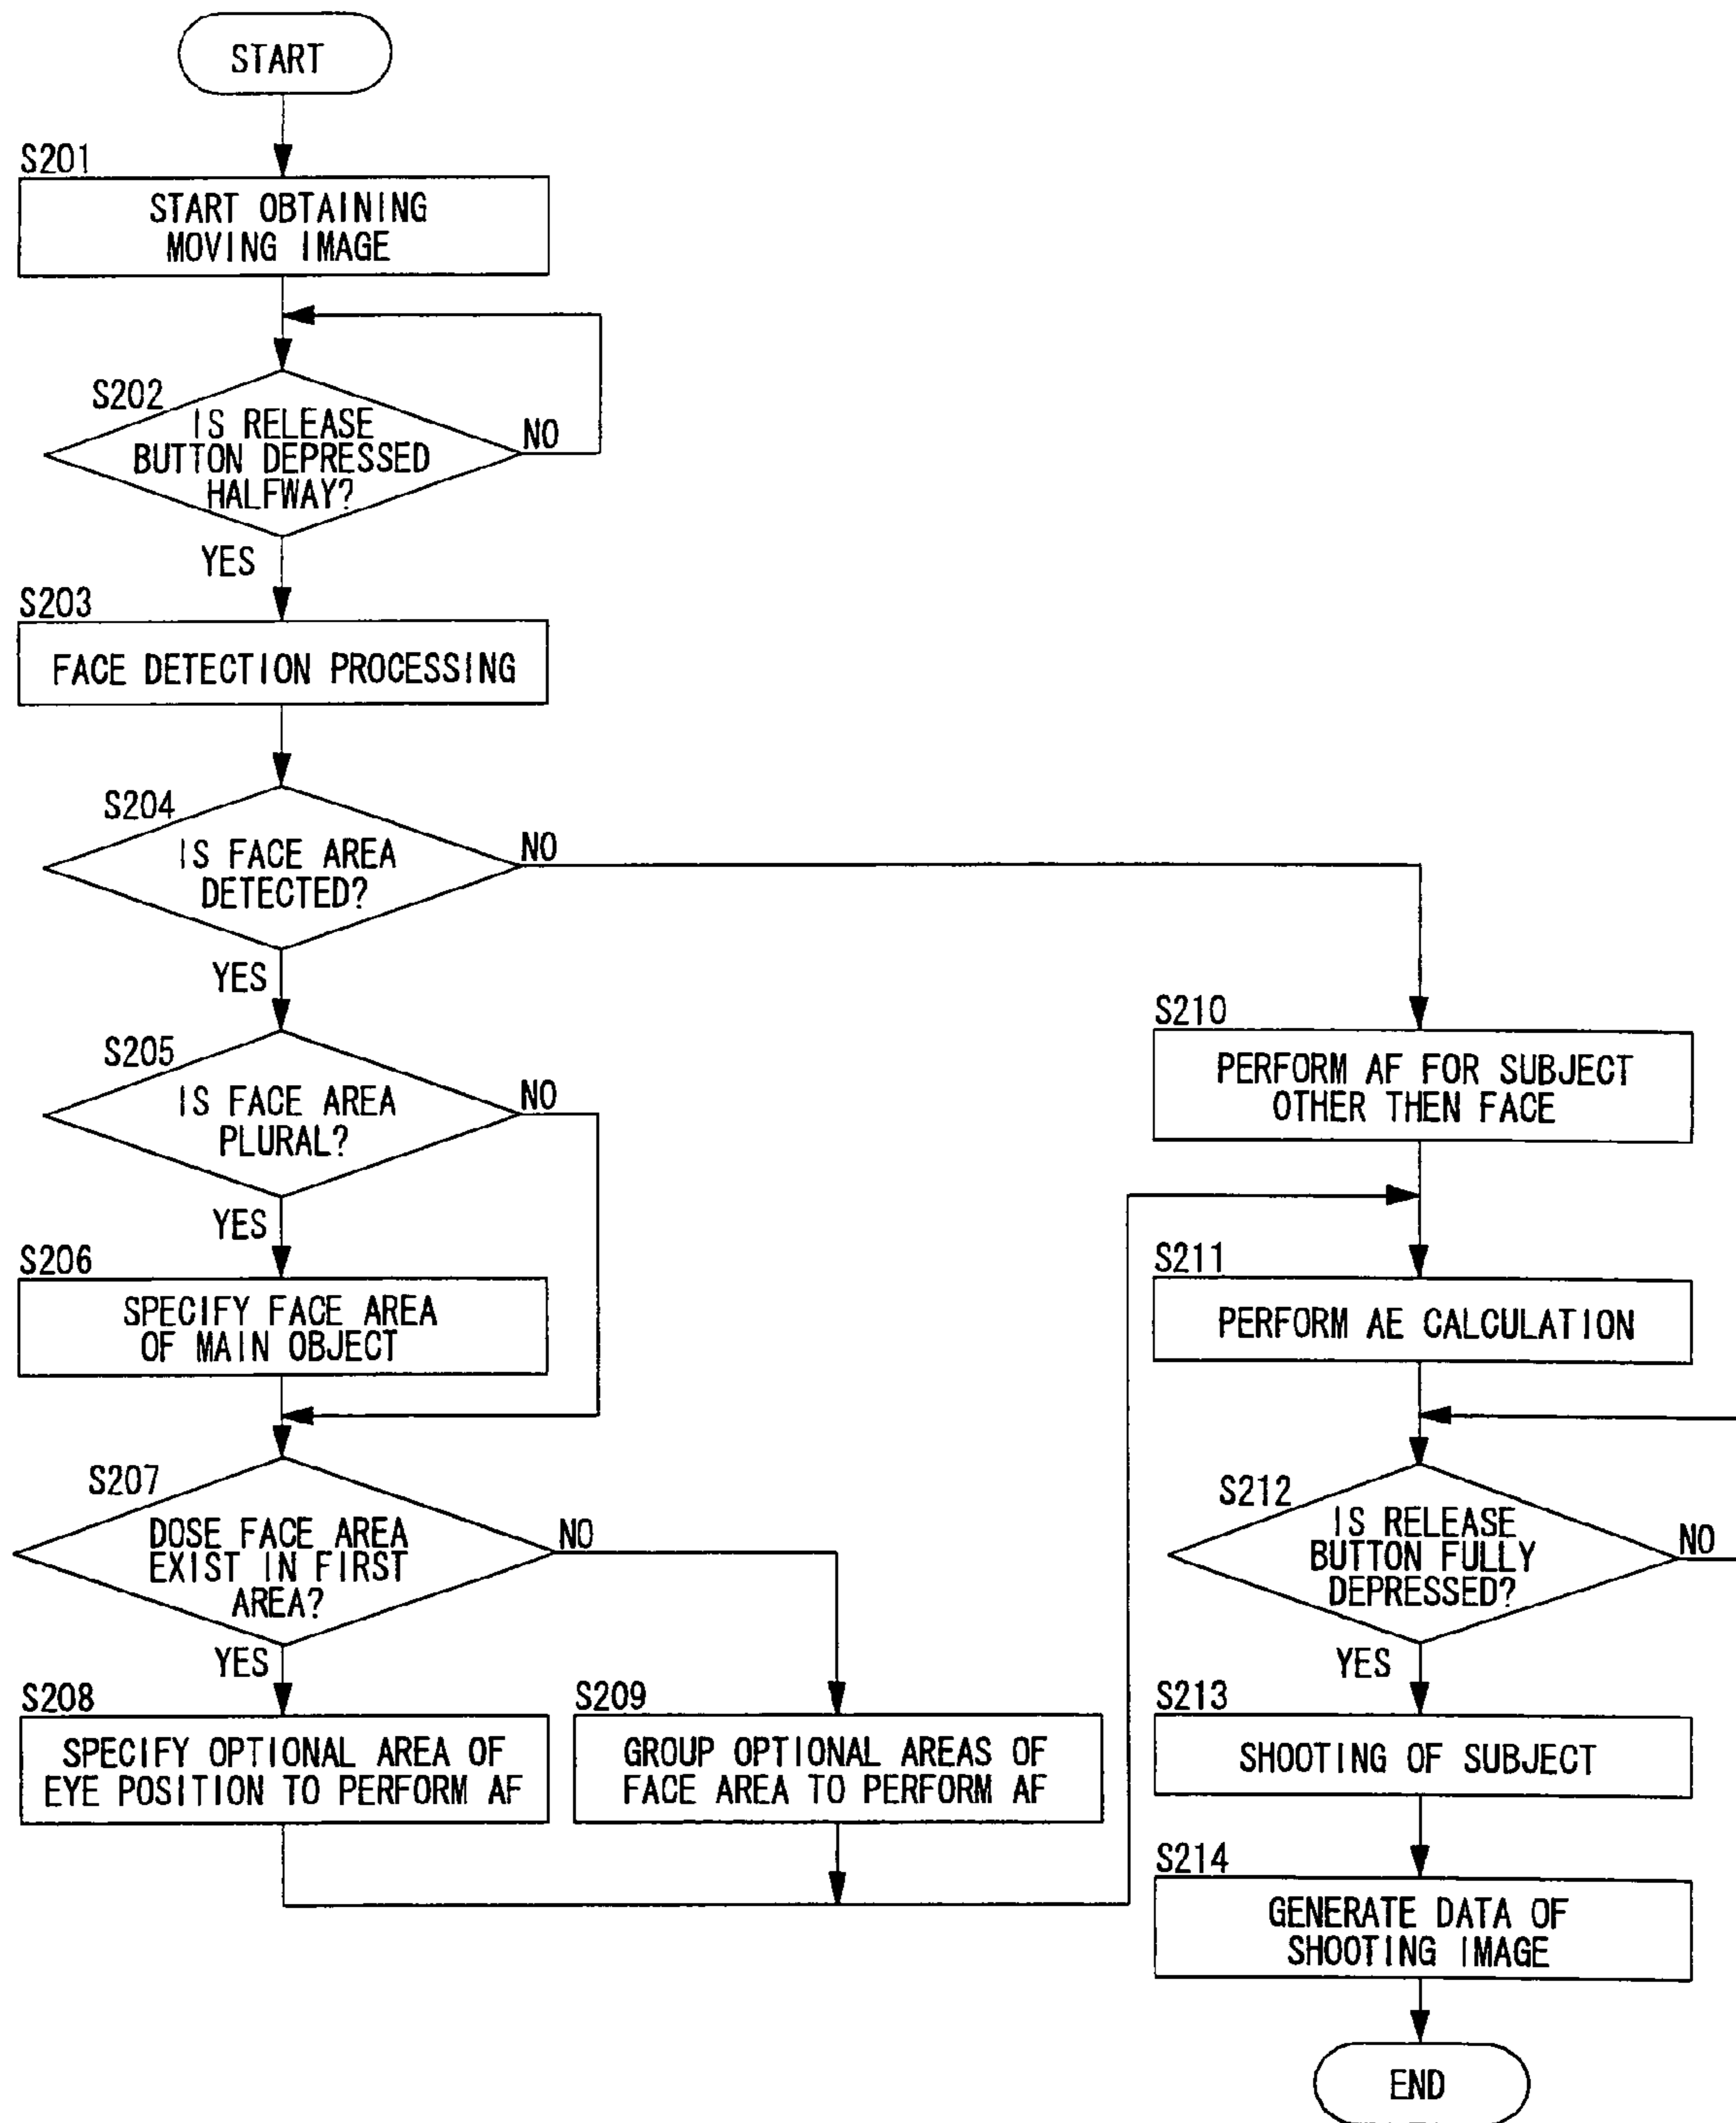 START
S201
START OBTAINING
MOVING IMAGE
S202
IS RELEASE
BUTTON DEPRESSED
HALFWAY?
NO
YES
S203
FACE DETECTION PROCESSING
S204
IS FACE AREA
DETECTED?
NO
YES
S205
IS FACE AREA
PLURAL?
NO
YES
S206
SPECIFY FACE AREA
OF MAIN OBJECT
S207
DOSE FACE AREA
EXIST IN FIRST
AREA?
NO
YES
S208
SPECIFY OPTIONAL AREA OF
EYE POSITION TO PERFORM AF
S209
GROUP OPTIONAL AREAS OF
FACE AREA TO PERFORM AF
S210
PERFORM AF FOR SUBJECT
OTHER THEN FACE
S211
PERFORM AE CALCULATION
S212
IS RELEASE
BUTTON FULLY
DEPRESSED?
NO
YES
S213
SHOOTING OF SUBJECT
S214
GENERATE DATA OF
SHOOTING IMAGE
END